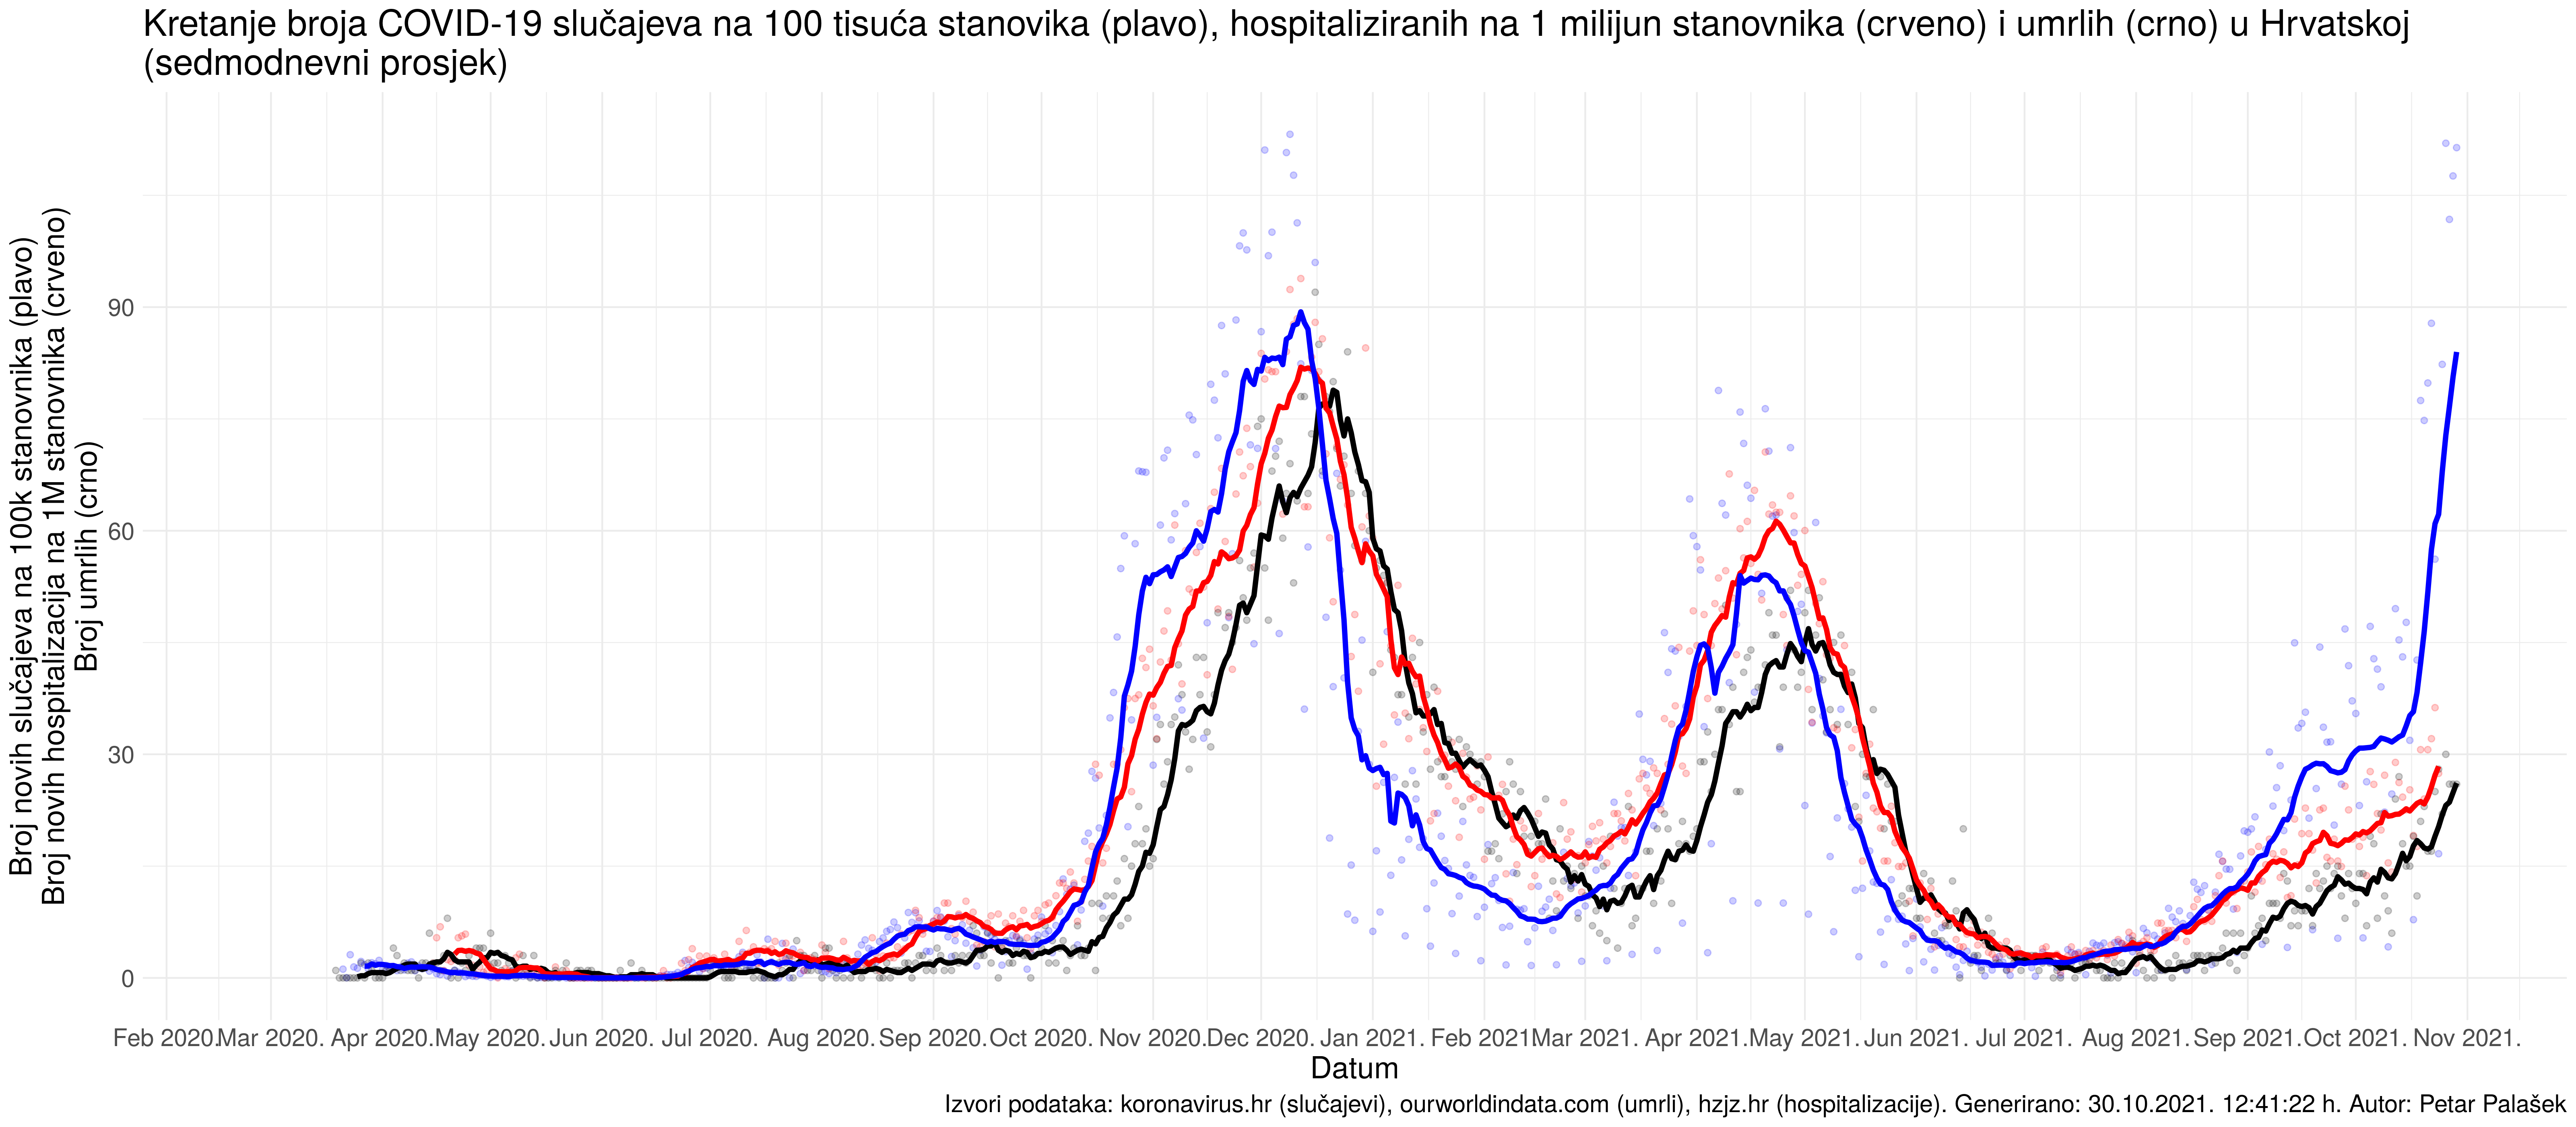 Kretanje broja COVID-19 slučajeva na 100 tisuća stanovika (plavo), hospitaliziranih na 1 milijun stanovnika (crveno) i umrlih (crno) u Hrvatskoj
(sedmodnevni prosjek)
Broj novih slučajeva na 100k stanovnika (plavo)
Broj novih hospitalizacija na 1M stanovnika (crveno)
Broj umrlih (crno)
90
60
30
0
Feb 2020. Mar 2020. Apr 2020. May 2020. Jun 2020. Jul 2020. Aug 2020. Sep 2020. Oct 2020. Nov 2020. Dec 2020. Jan 2021. Feb 2021. Mar 2021. Apr 2021. May 2021. Jun 2021. Jul 2021. Aug 2021. Sep 2021. Oct 2021. Nov 2021.
Datum
Izvori podataka: koronavirus.hr (slučajevi), ourworldindata.com (umrli), hzjz.hr (hospitalizacije). Generirano: 30.10.2021. 12:41:22 h. Autor: Petar Palašek